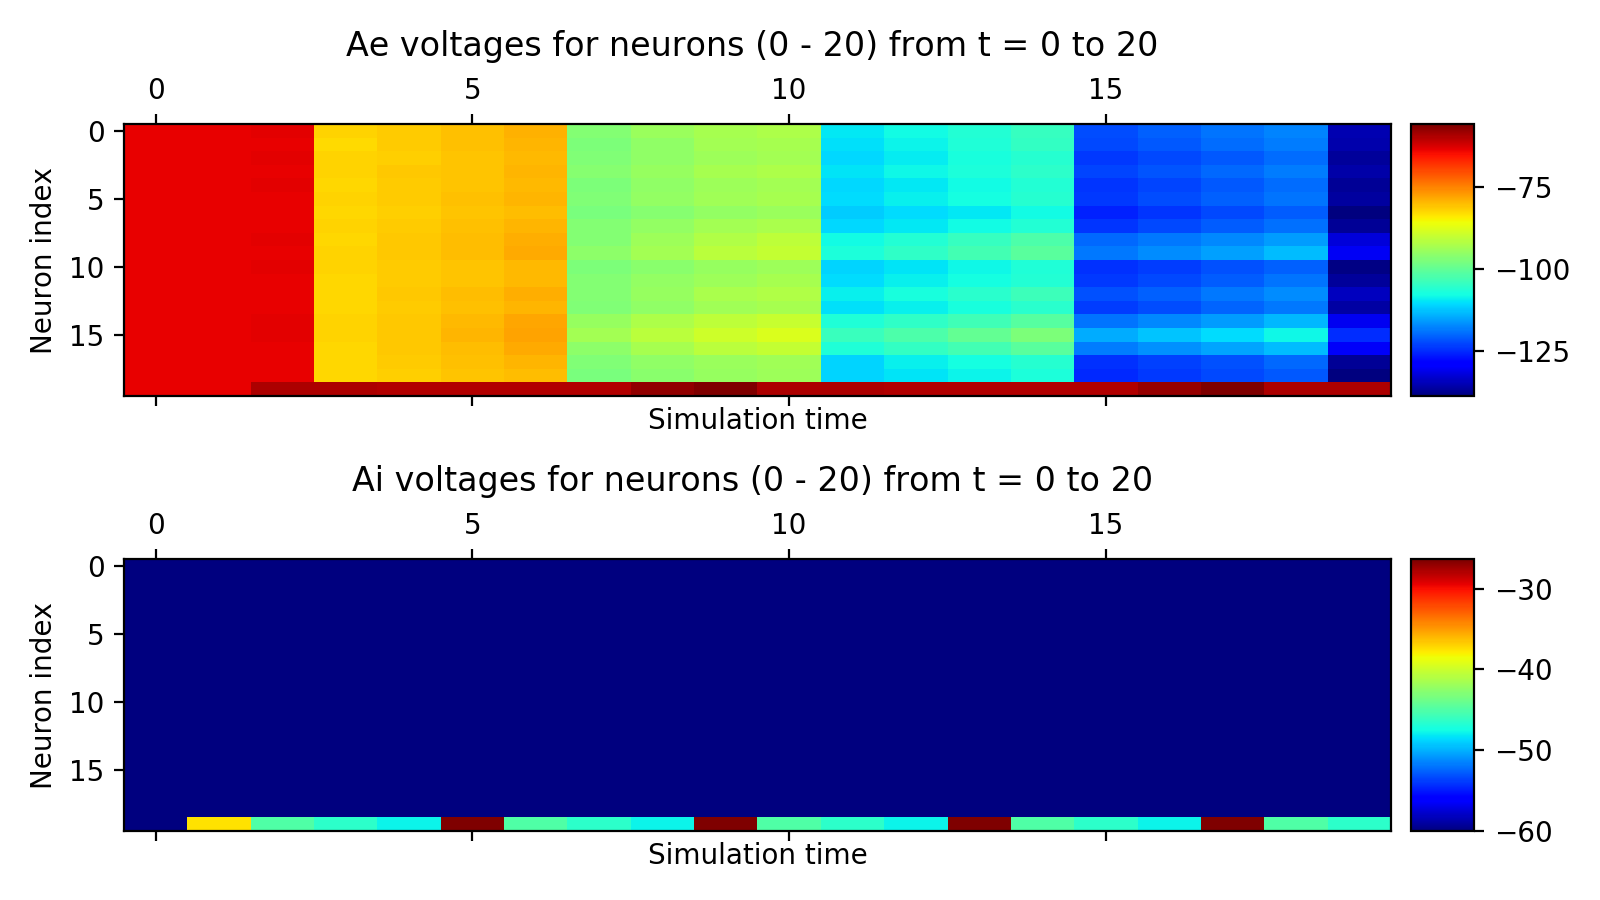 Ae voltages for neurons (0 - 20) from t = 0 to 20
0 5 10 15
0
5
10
15
Neuron index
Simulation time
−75
−100
−125
Ai voltages for neurons (0 - 20) from t = 0 to 20
0 5 10 15
0
5
10
15
Neuron index
Simulation time
−30
−40
−50
−60